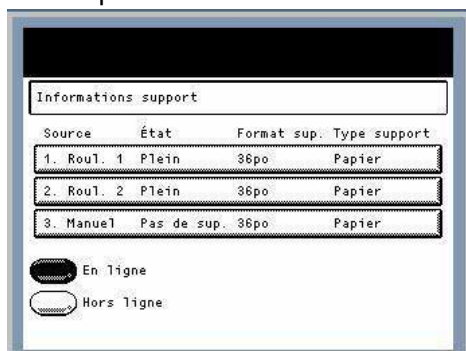 Informations support
Source État Format sup. Type support
1. Roul. 1 Plein 36po Papier
2. Roul. 2 Plein 36po Papier
3. Manuel Pas de sup. 36po Papier
En ligne
Hors ligne